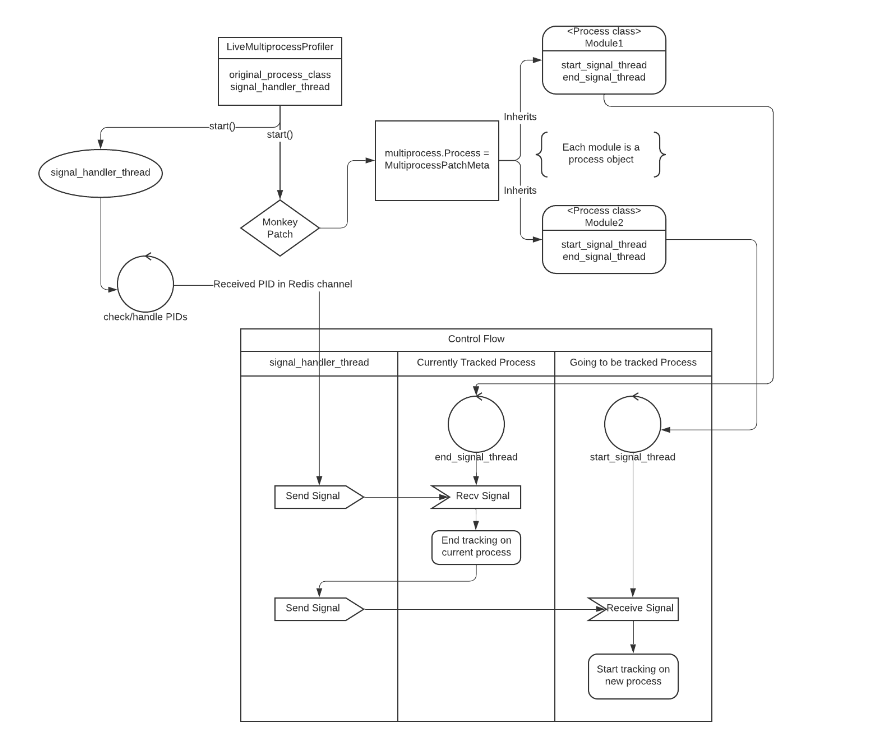 LiveMultiprocessProfiler
original_process_class
signal_handler_thread
start()
start()
signal_handler_thread
Monkey
Patch
check/handle PIDs
Received PID in Redis channel
multiprocess.Process =
MultiprocessPatchMeta
Inherits
Inherits
<Process class>
Module1
start_signal_thread
end_signal_thread
Each module is a
process object
<Process class>
Module2
start_signal_thread
end_signal_thread
Control Flow
signal_handler_thread
Currently Tracked Process
Going to be tracked Process
end_signal_thread
start_signal_thread
Send Signal
Recv Signal
End tracking on
current process
Send Signal
Receive Signal
Start tracking on
new process